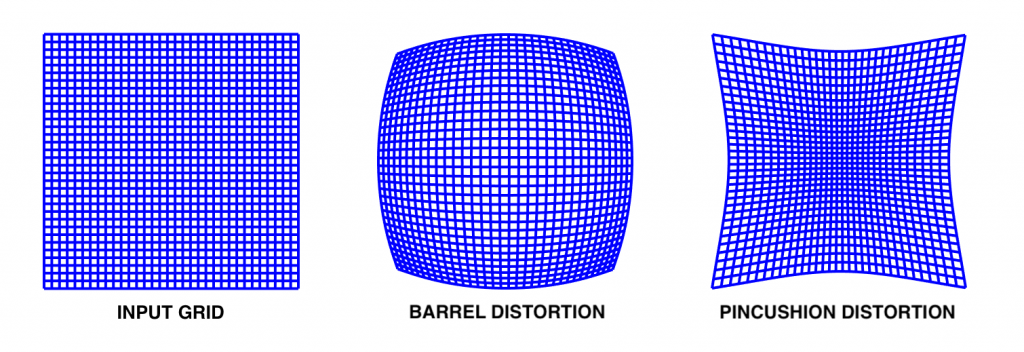 INPUT GRID
BARREL DISTORTION
PINCUSHION DISTORTION